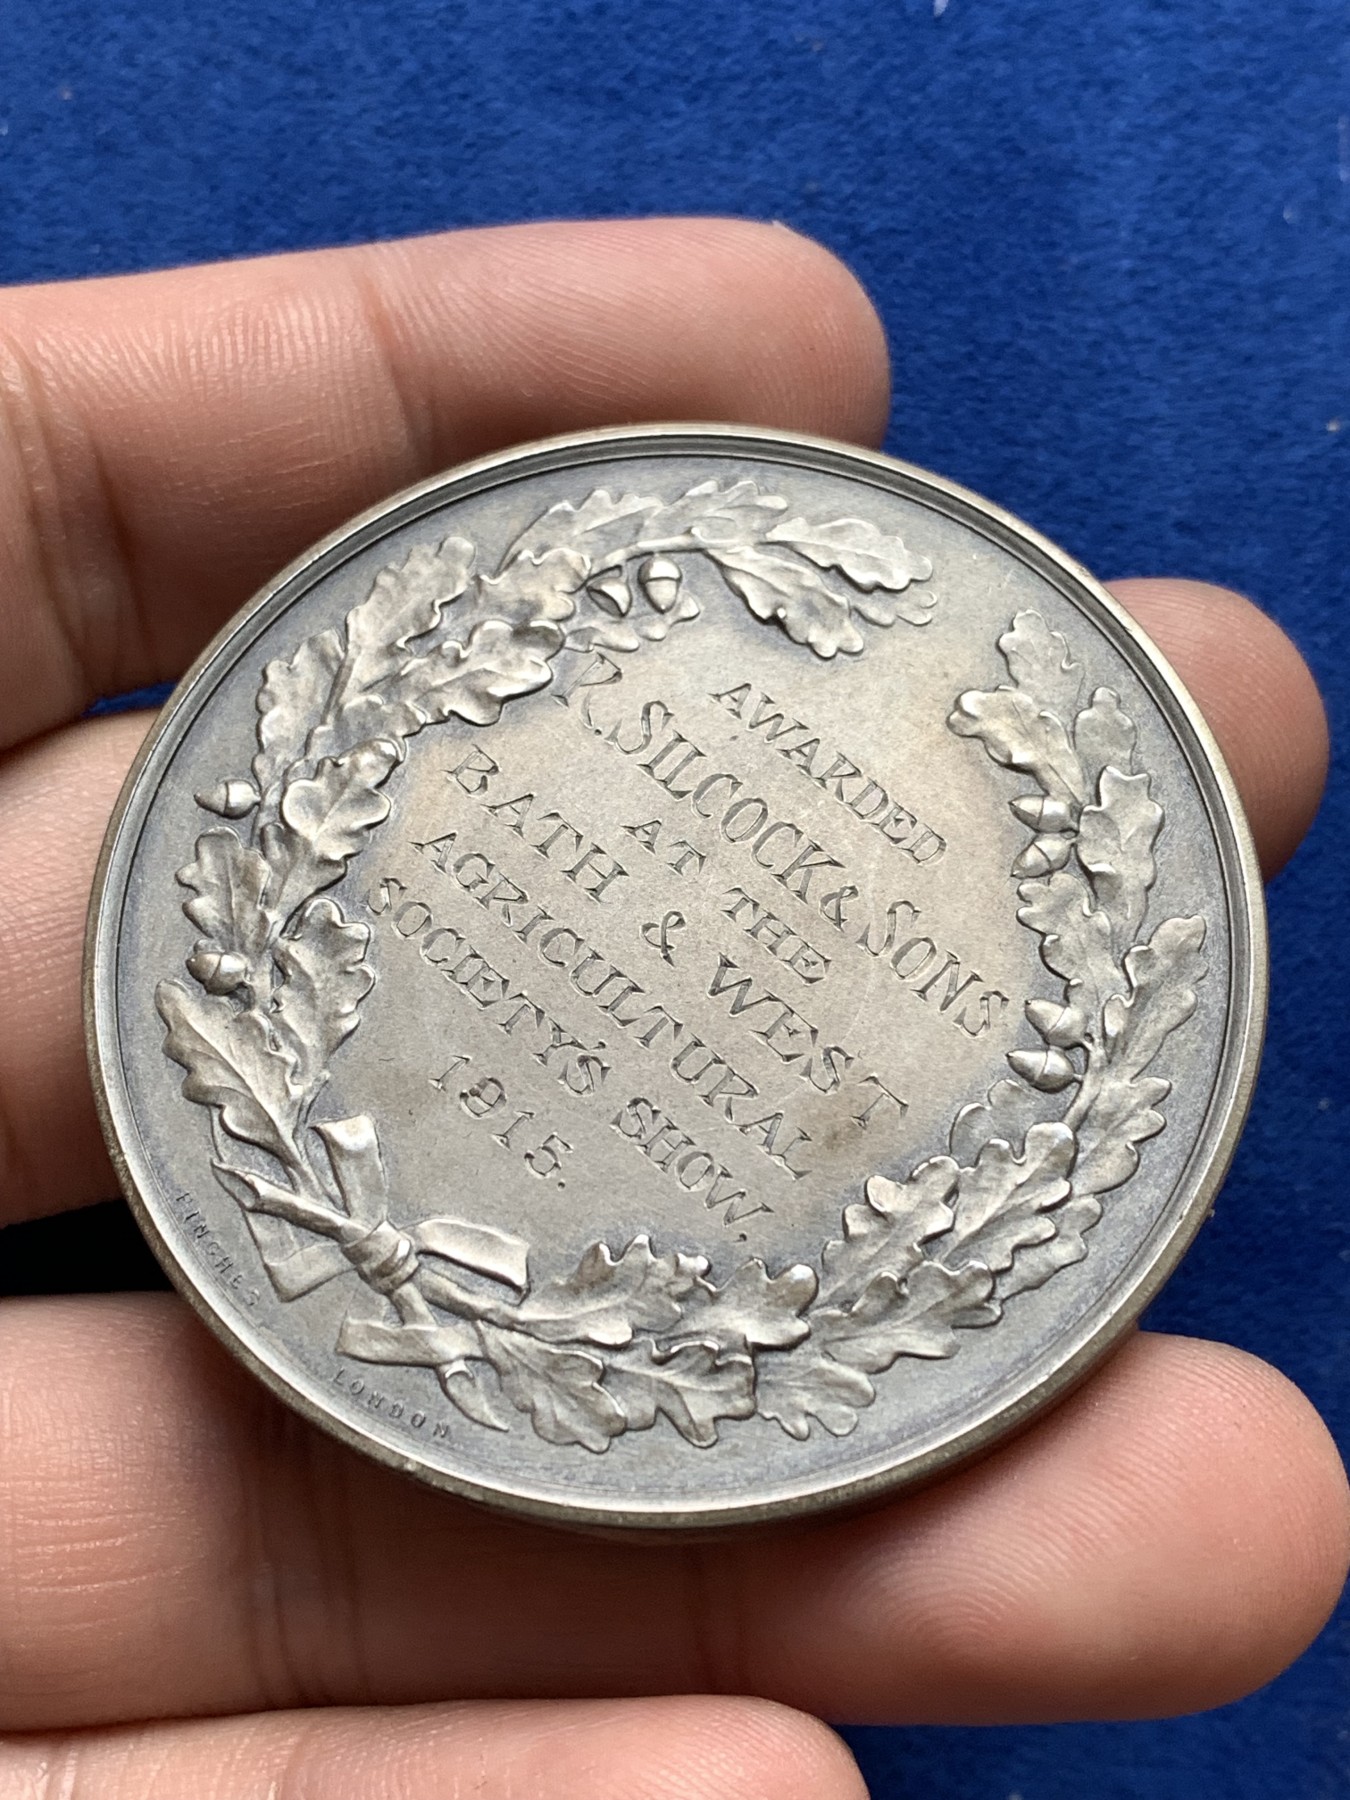 AWARDED
R. SILCOCK & SONS
AT THE
BATH & WEST
AGRICULTURAL
SOCIETY'S SHOW,
1915.
PINCHES
LONDON